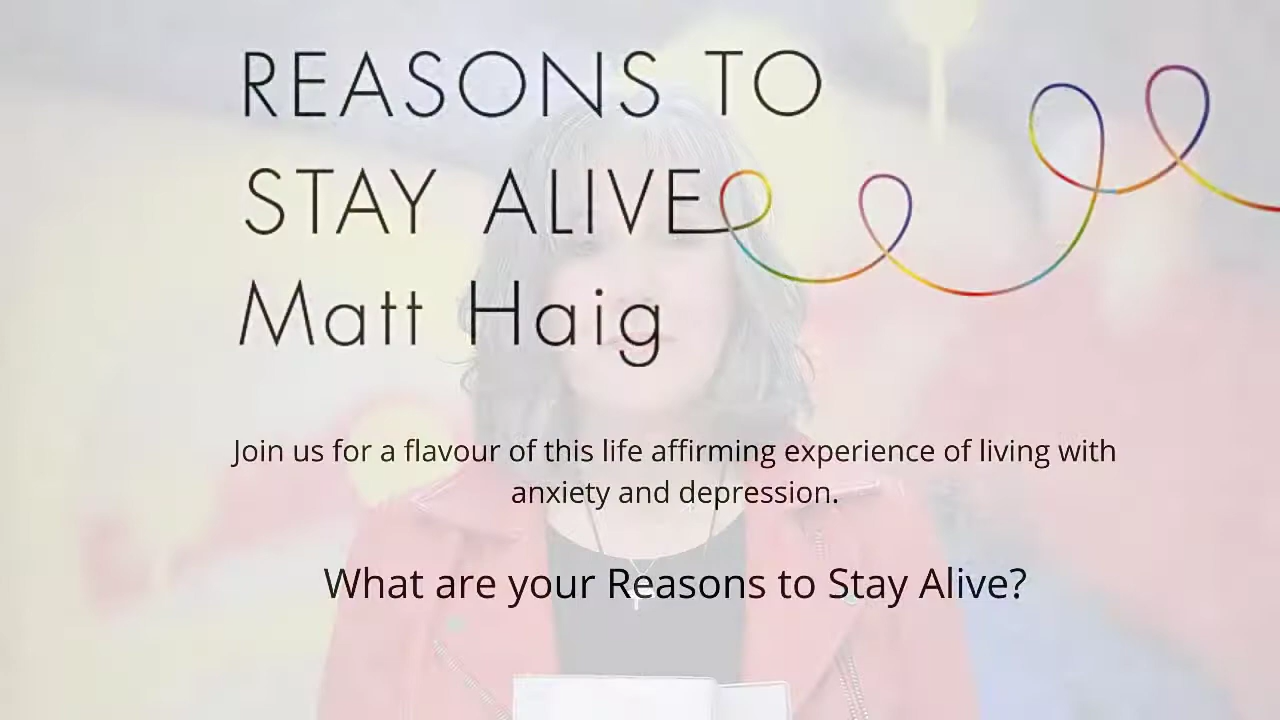 REASONS TO
STAY ALIVE
Matt Haig
Join us for a flavour of this life affirming experience of living with
anxiety and depression.
What are your Reasons to Stay Alive?